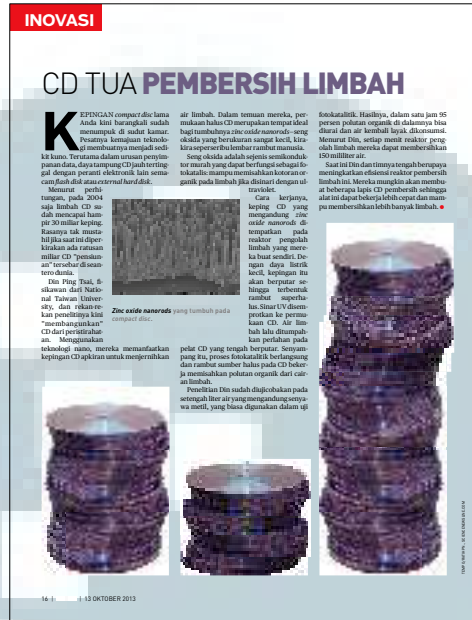 INOVASI
CD TUA PEMBERSIH LIMBAH
KEPINGAN compact disc lama
Anda kini barangkali sudah
menumpuk di sudut kamar.
Pesatnya kemajuan teknolo-
gi membuatnya menjadi sedi-
kit kuno. Terutama dalam urusan penyim-
panan data, daya tampung CD jauh terting-
gal dengan peranti elektronik lain sema-
cam flash disk atau external hard disk.
Menurut perhi-
tungan, pada 2004
saja limbah CD su-
dah mencapai ham-
pir 30 miliar keping.
Rasanya tak musta-
hil jika saat ini diper-
kirakan ada ratusan
miliar CD "pensiun-
an" tersebar di sean-
tero dunia.
Din Ping Tsai, fi-
sikawan dari Natio-
nal Taiwan Univer-
sity, dan rekan-re-
kan penelitinya kini
"membangunkan"
CD dari peristirahat-
an. Menggunakan
teknologi nano, mereka memanfaatkan
kepingan CD apkiran untuk menjernihkan
air limbah. Dalam temuan mereka, per-
mukaan halus CD merupakan tempat ideal
bagi tumbuhnya zinc oxide nanorods—seng
oksida yang berukuran sangat kecil, kira-
kira seperseribu lembar rambut manusia.
Seng oksida adalah sejenis semikonduk-
tor murah yang dapat berfungsi sebagai fo-
tokatalis: mampu memisahkan kotoran or-
ganik pada limbah jika disinari dengan ul-
traviolet.
Cara kerjanya,
keping CD yang
mengandung zinc
oxide nanorods di-
tempatkan pada
reaktor pengolah
limbah yang mere-
ka buat sendiri. De-
ngan daya listrik
kecil, kepingan itu
akan berputar se-
hingga terbentuk
rambut superha-
lus. Sinar UV disem-
protkan ke permu-
kaan CD. Air lim-
bah lalu ditumpah-
kan perlahan pada
pelat CD yang tengah berputar. Senyam-
pang itu, proses fotokatalitik berlangsung
dan rambut sumber halus pada CD beker-
ja memisahkan polutan organik dari cair-
an limbah.
Penelitian Din sudah diujicobakan pada
setengah liter air yang mengandung senya-
wa metil, yang biasa digunakan dalam uji
fotokatalitik. Hasilnya, dalam satu jam 95
persen polutan organik di dalamnya bisa
diurai dan air kembali layak dikonsumsi.
Menurut Din, setiap menit reaktor peng-
olah limbah mereka dapat membersihkan
150 mililiter air.
Saat ini Din dan timnya tengah berupaya
meningkatkan efisiensi reaktor pembersih
limbah ini. Mereka mungkin akan membu-
at beberapa lapis CD pembersih sehingga
alat ini dapat bekerja lebih cepat dan mam-
pu membersihkan lebih banyak limbah.
Zinc oxide nanorods yang tumbuh pada
compact disc.
16 | 13 OKTOBER 2013